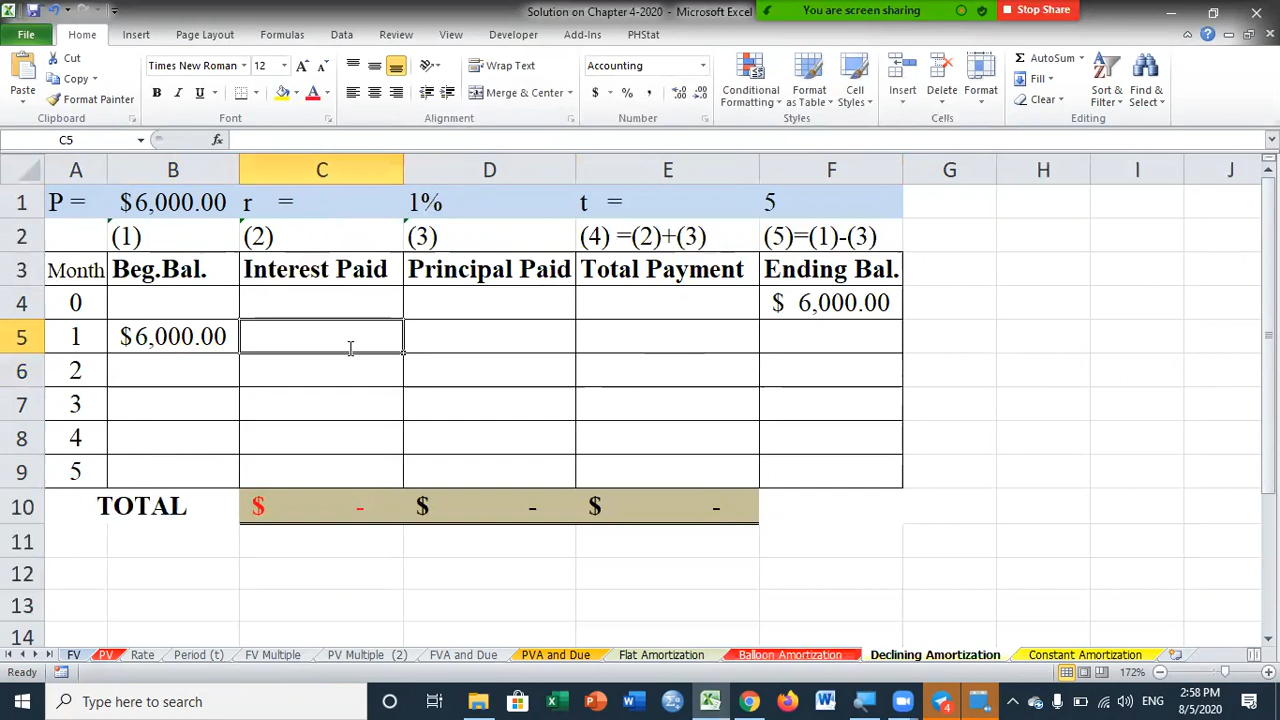 Solution on Chapter 4-2020 - Microsoft Excel
You are screen sharing
Stop Share
File Home Insert Page Layout Formulas Data Review View Developer Add-Ins PHStat
Paste
Cut
Copy
Format Painter
Clipboard
Times New Roman 12
B I U
Font
Wrap Text
Merge & Center
Alignment
Accounting
$ % ,
Number
Conditional Formatting
Format as Table
Cell Styles
Styles
Insert Delete Format
Cells
AutoSum
Fill
Clear
Sort & Filter
Find & Select
Editing
C5 fx
A B C D E F G H I J
1 P = $6,000.00 r = 1% t = 5
2 (1) (2) (3) (4) =(2)+(3) (5)=(1)-(3)
3 Month Beg.Bal. Interest Paid Principal Paid Total Payment Ending Bal.
4 0 $ 6,000.00
5 1 $6,000.00
6 2
7 3
8 4
9 5
10 TOTAL $ - $ - $ -
11
12
13
14
FV PV Rate Period (t) FV Multiple PV Multiple (2) FVA and Due PVA and Due Flat Amortization Balloon Amortization Declining Amortization Constant Amortization
Ready 172%
Type here to search
4
ENG
2:58 PM
8/5/2020